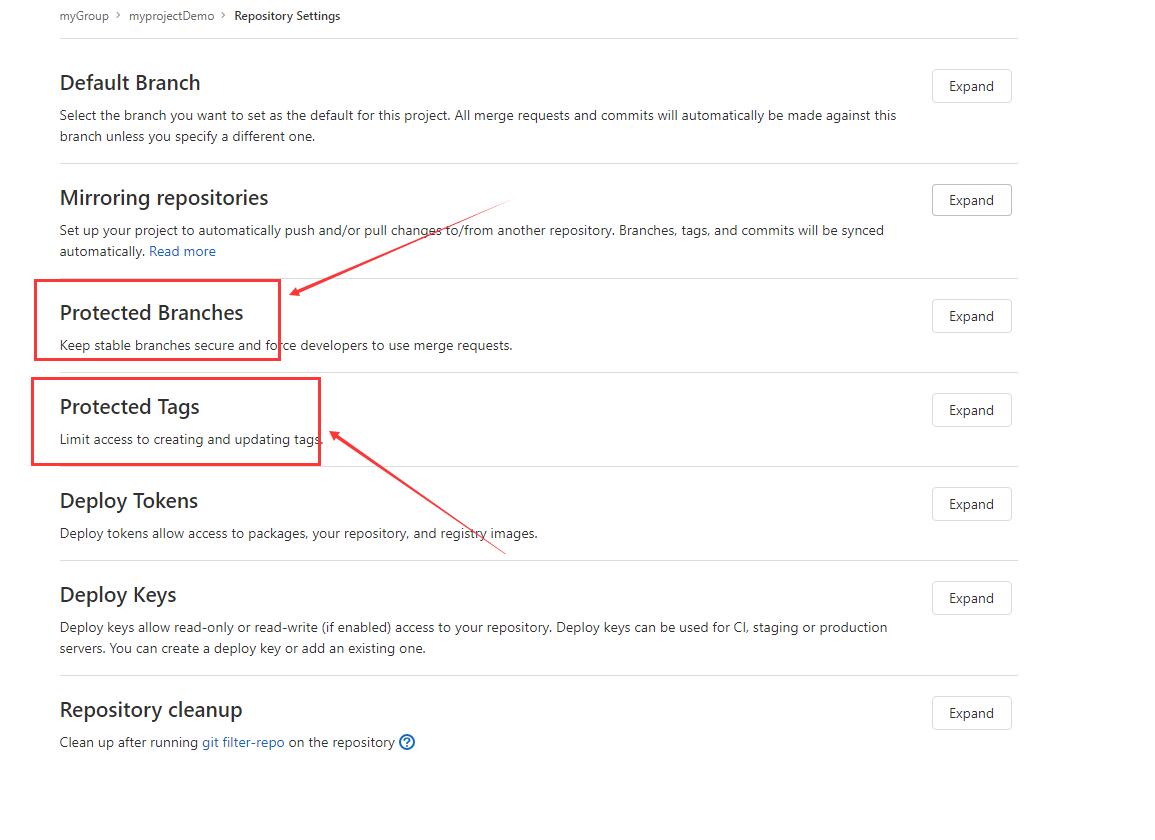 myGroup > myprojectDemo > Repository Settings
Default Branch
Expand
Select the branch you want to set as the default for this project. All merge requests and commits will automatically be made against this
branch unless you specify a different one.
Mirroring repositories
Expand
Set up your project to automatically push and/or pull changes to/from another repository. Branches, tags, and commits will be synced
automatically. Read more
Protected Branches
Expand
Keep stable branches secure and force developers to use merge requests.
Protected Tags
Expand
Limit access to creating and updating tags.
Deploy Tokens
Expand
Deploy tokens allow access to packages, your repository, and registry images.
Deploy Keys
Expand
Deploy keys allow read-only or read-write (if enabled) access to your repository. Deploy keys can be used for CI, staging or production
servers. You can create a deploy key or add an existing one.
Repository cleanup
Expand
Clean up after running git filter-repo on the repository ?